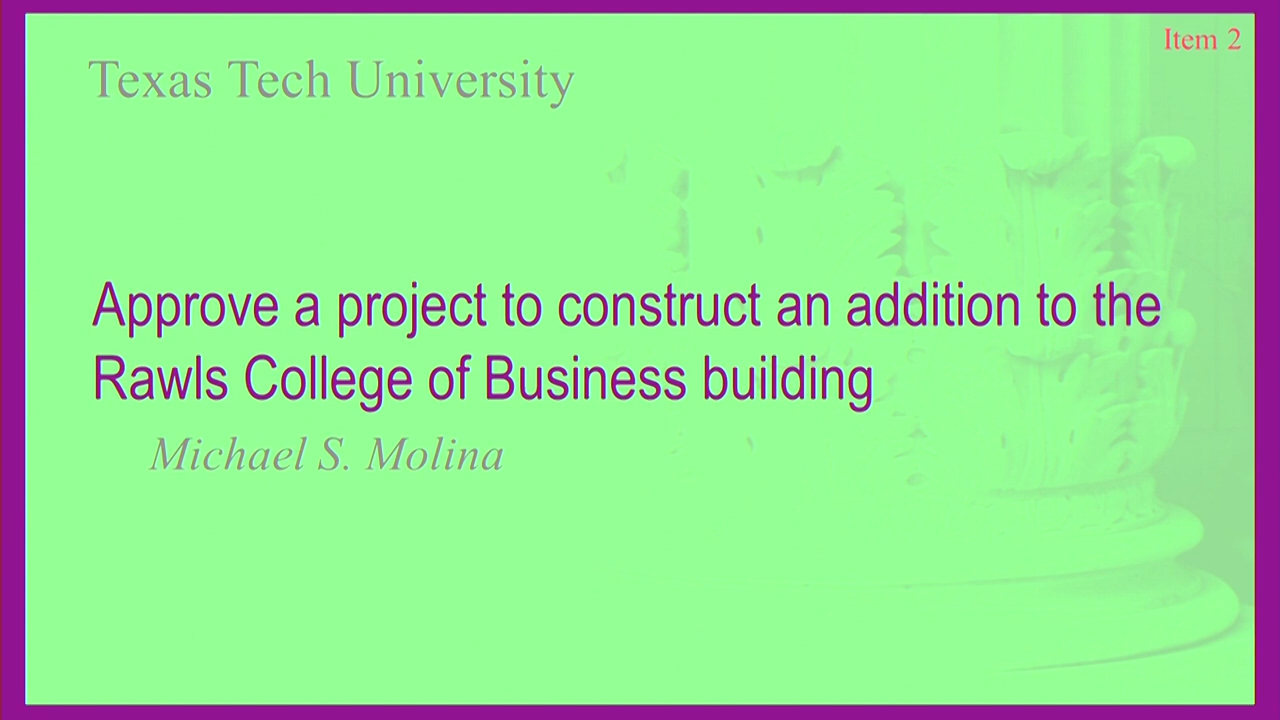 Item 2
Texas Tech University
Approve a project to construct an addition to the
Rawls College of Business building
Michael S. Molina